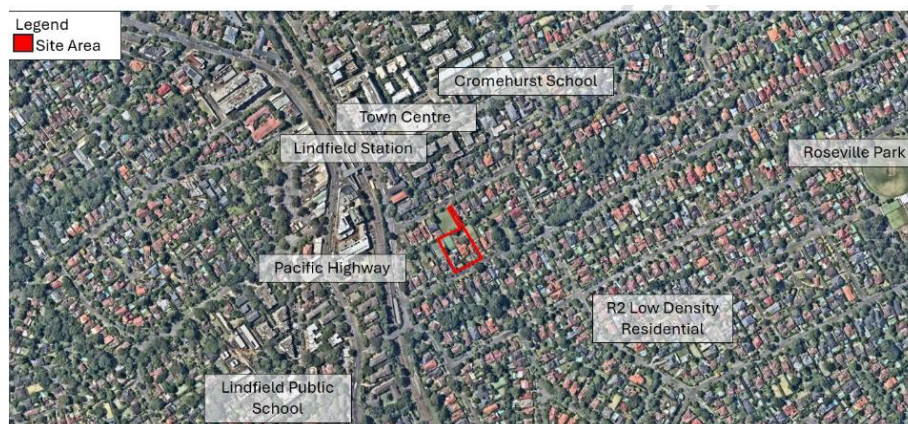 Legend
Site Area
Cromehurst School
Town Centre
Lindfield Station
Roseville Park
Pacific Highway
R2 Low Density
Residential
Lindfield Public
School